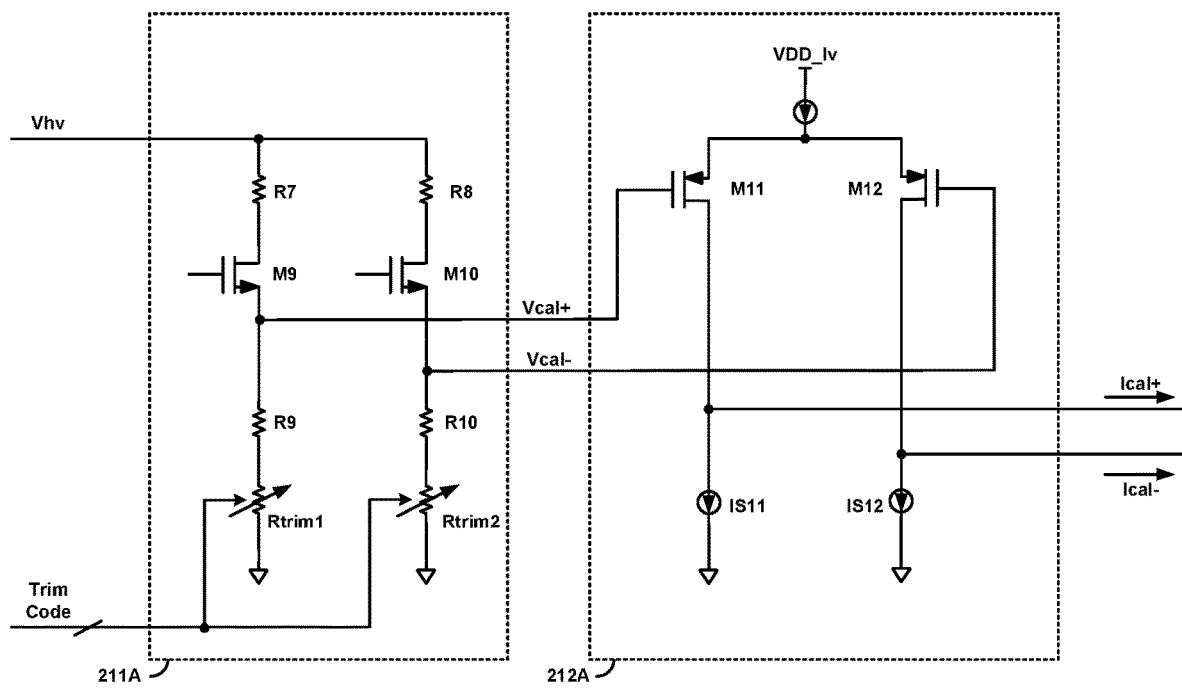 VDD_lv
Vhv
R7
R8
M11
M12
M9
M10
Vcal+
Vcal-
Ical+
R9
R10
Ical-
IS11
IS12
Rtrim1
Rtrim2
Trim
Code
211A
212A